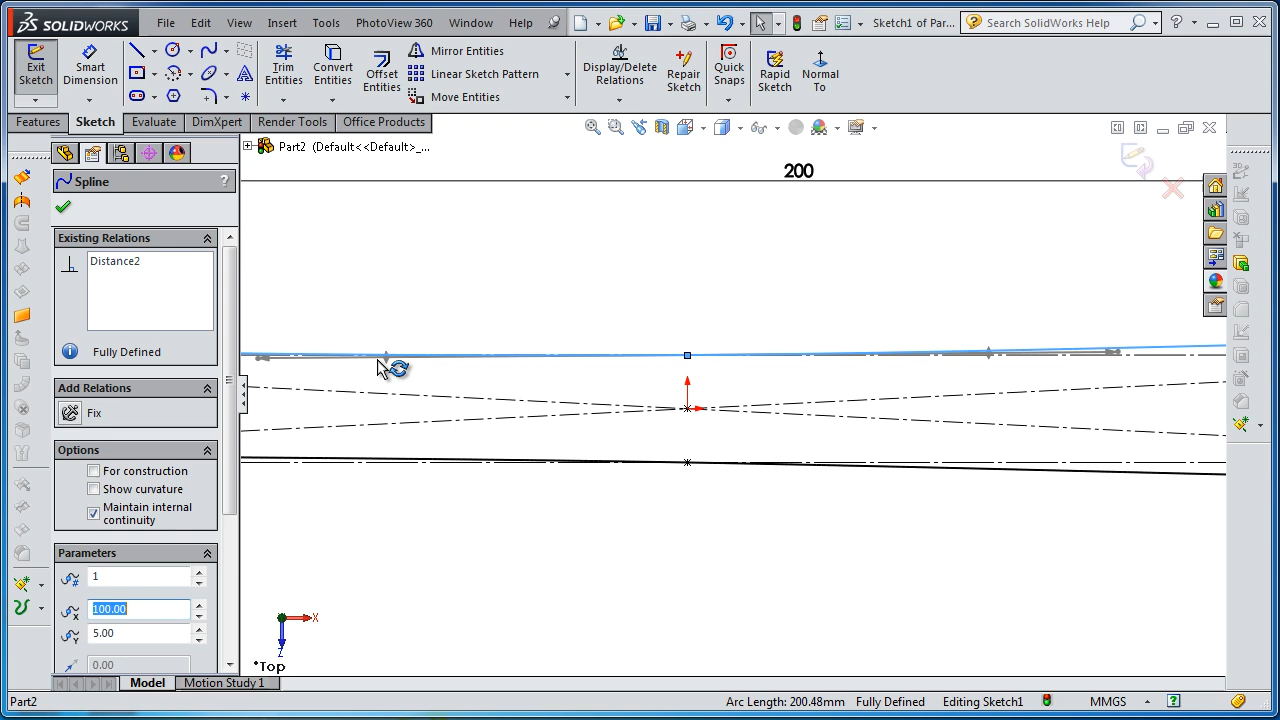 SOLIDWORKS File Edit View Insert Tools PhotoView 360 Window Help Sketch1 of Par... Search SolidWorks Help
Exit Sketch
Smart Dimension
Trim Entities
Convert Entities
Offset Entities
Mirror Entities
Linear Sketch Pattern
Move Entities
Display/Delete Relations
Repair Sketch
Quick Snaps
Rapid Sketch
Normal To
Features Sketch Evaluate DimXpert Render Tools Office Products
Part2 (Default<<Default>_...
Spline ?
200
Existing Relations
Distance2
Fully Defined
Add Relations
Fix
Options
For construction
Show curvature
Maintain internal
continuity
Parameters
1
100.00
5.00
0.00
X
Z
*Top
Model Motion Study 1
Part2 Arc Length: 200.48mm Fully Defined Editing Sketch1 MMGS ?